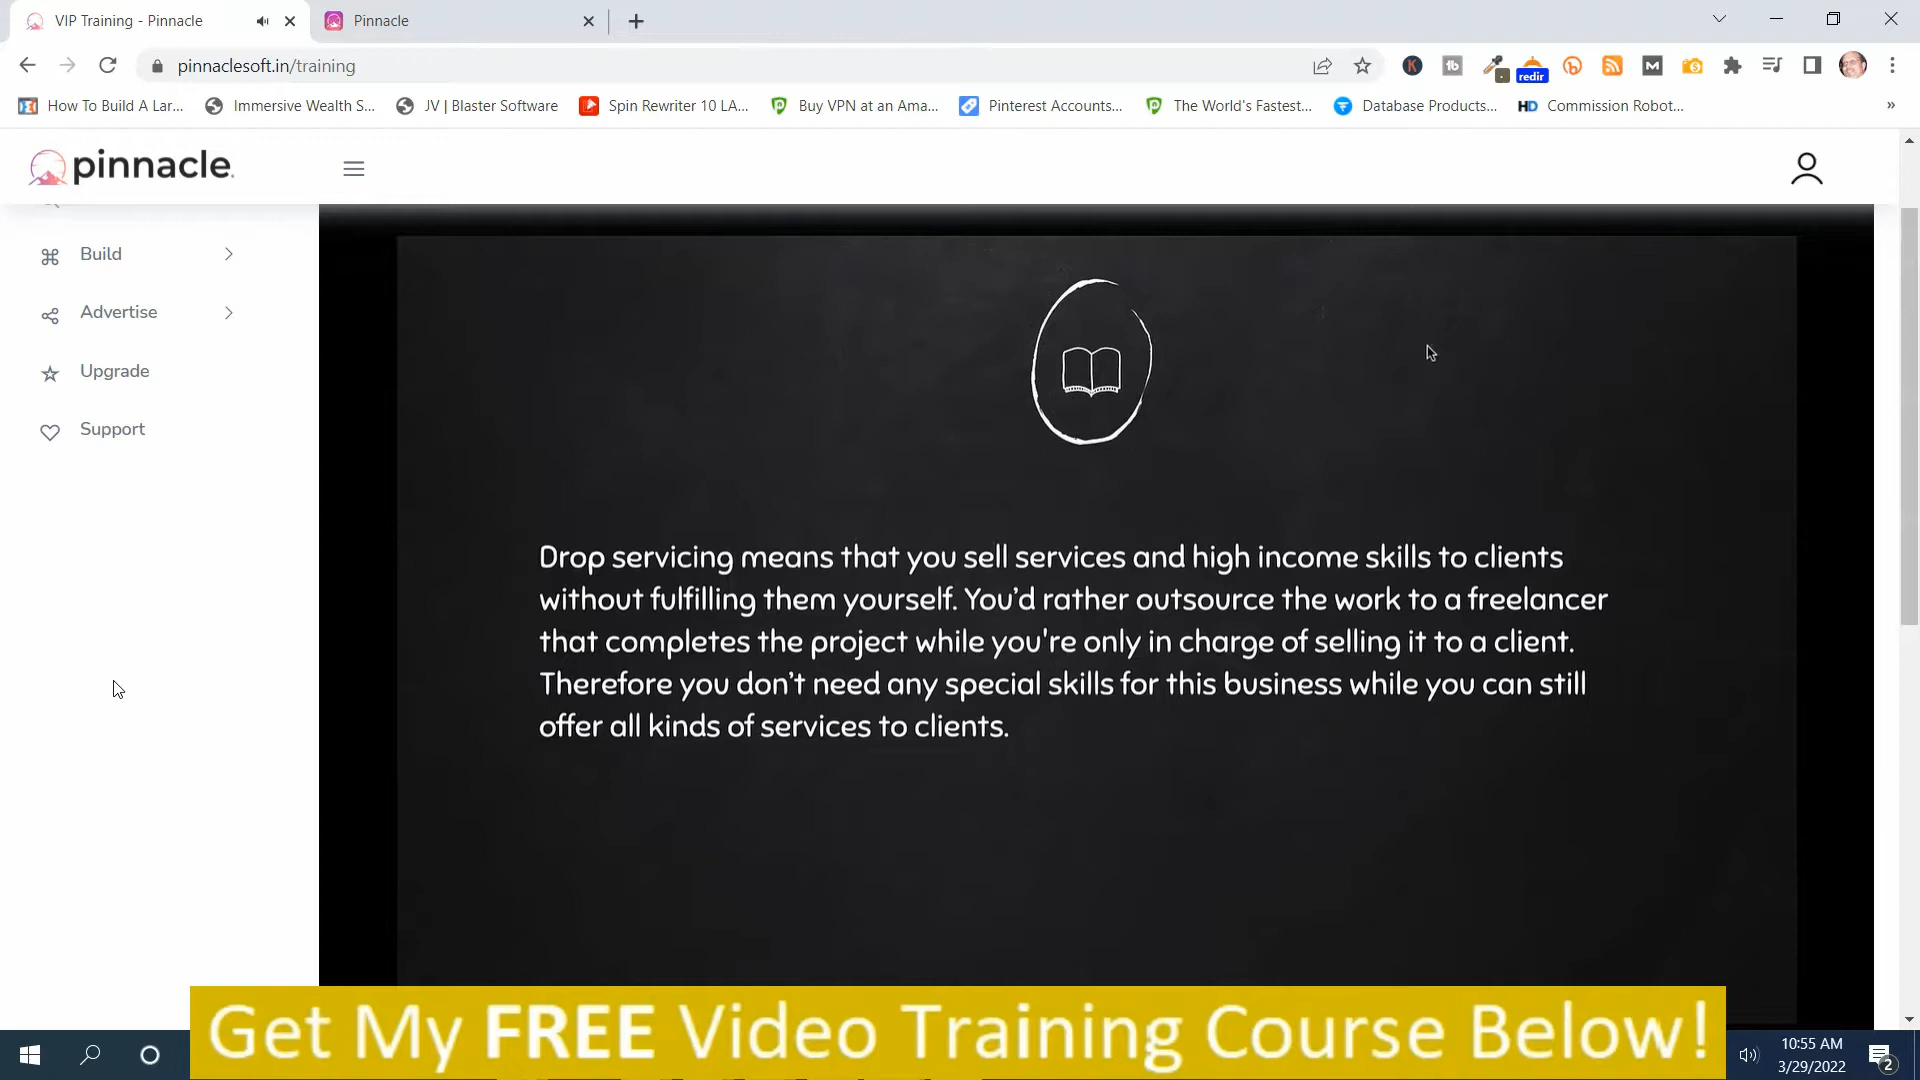 VIP Training - Pinnacle
Pinnacle
pinnaclesoft.in/training
redir
How To Build A Lar...
Immersive Wealth S...
JV | Blaster Software
Spin Rewriter 10 LA...
Buy VPN at an Ama...
Pinterest Accounts...
The World's Fastest...
Database Products...
HD Commission Robot...
»
pinnacle.
Build
Advertise
Upgrade
Support
Drop servicing means that you sell services and high income skills to clients
without fulfilling them yourself. You’d rather outsource the work to a freelancer
that completes the project while you're only in charge of selling it to a client.
Therefore you don’t need any special skills for this business while you can still
offer all kinds of services to clients.
Get My FREE Video Training Course Below!
10:55 AM
3/29/2022
2